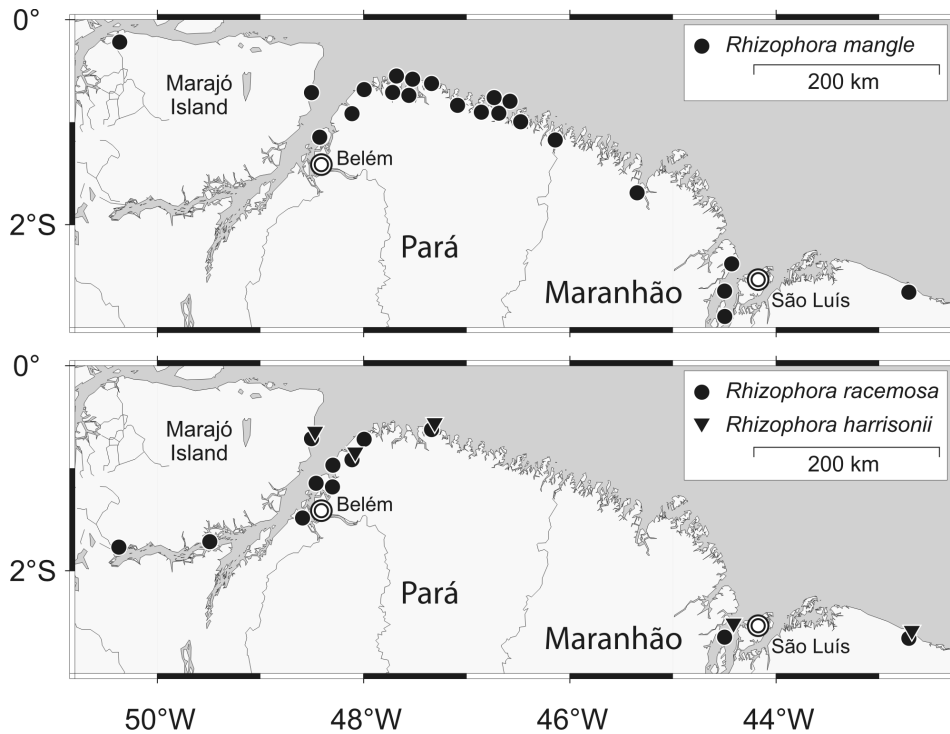 0°
Rhizophora mangle
200 km
Marajó
Island
Belém
2°S
Pará
Maranhão
São Luís
0°
Rhizophora racemosa
Rhizophora harrisonii
200 km
Marajó
Island
Belém
2°S
Pará
Maranhão
São Luís
50°W
48°W
46°W
44°W